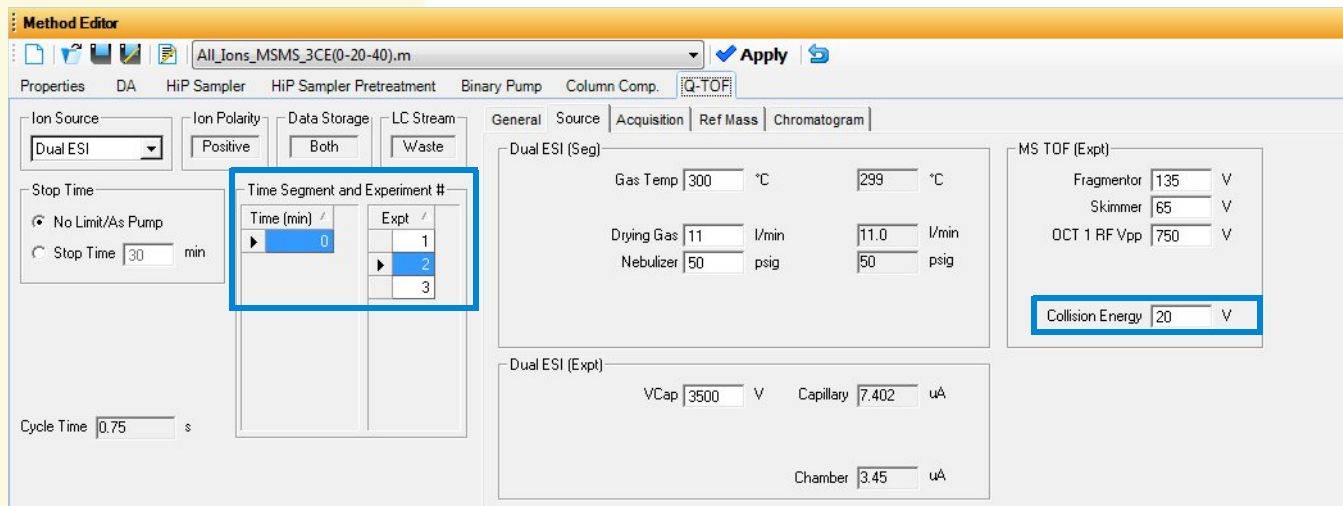 Method Editor
All_Ions_MSMS_3CE(0-20-40).m Apply
Properties DA HiP Sampler HiP Sampler Pretreatment Binary Pump Column Comp. Q-TOF
Ion Source Ion Polarity Data Storage LC Stream
Dual ESI Positive Both Waste
Stop Time
No Limit/As Pump
Stop Time 30 min
Time Segment and Experiment #
Time (min) Expt
0 1
2
3
Cycle Time 0.75 s
General Source Acquisition Ref Mass Chromatogram
Dual ESI (Seg)
Gas Temp 300 °C 299 °C
Drying Gas 11 l/min 11.0 l/min
Nebulizer 50 psig 50 psig
MS TOF (Expt)
Fragmentor 135 V
Skimmer 65 V
OCT 1 RF Vpp 750 V
Collision Energy 20 V
Dual ESI (Expt)
VCap 3500 V Capillary 7.402 uA
Chamber 3.45 uA